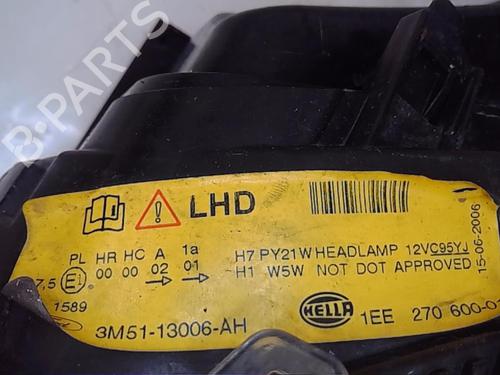 B-PARTS
LHD
PL HR HC A 1a
7,5 E1 00 00 02 01
1589
H7 PY21W HEADLAMP 12V C95YJ
H1 W5W NOT DOT APPROVED
15-06-2006
3M51-13006-AH
HELLA
1EE 270 600-0